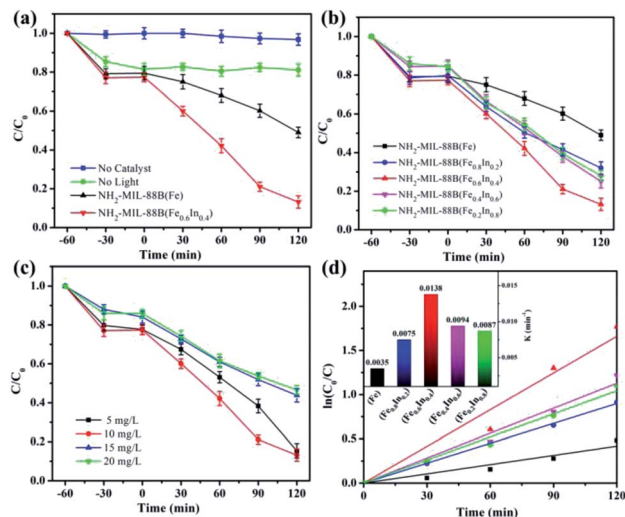 (a)
C/C0
1.0
0.8
0.6
0.4
0.2
0.0
No Catalyst
No Light
NH2-MIL-88B(Fe)
NH2-MIL-88B(Fe0.6In0.4)
-60 -30 0 30 60 90 120
Time (min)
(b)
C/C0
1.0
0.8
0.6
0.4
0.2
0.0
NH2-MIL-88B(Fe)
NH2-MIL-88B(Fe0.8In0.2)
NH2-MIL-88B(Fe0.6In0.4)
NH2-MIL-88B(Fe0.4In0.6)
NH2-MIL-88B(Fe0.2In0.8)
-60 -30 0 30 60 90 120
Time (min)
(c)
C/C0
1.0
0.8
0.6
0.4
0.2
0.0
5 mg/L
10 mg/L
15 mg/L
20 mg/L
-60 -30 0 30 60 90 120
Time (min)
(d)
ln(C0/C)
2.0
1.5
1.0
0.5
0.0
0.0035
0.0075
0.0138
0.0094
0.0087
(Fe)
(Fe0.8In0.2)
(Fe0.6In0.4)
(Fe0.4In0.6)
(Fe0.2In0.8)
0.015
0.010
0.005
K (min-1)
0 30 60 90 120
Time (min)